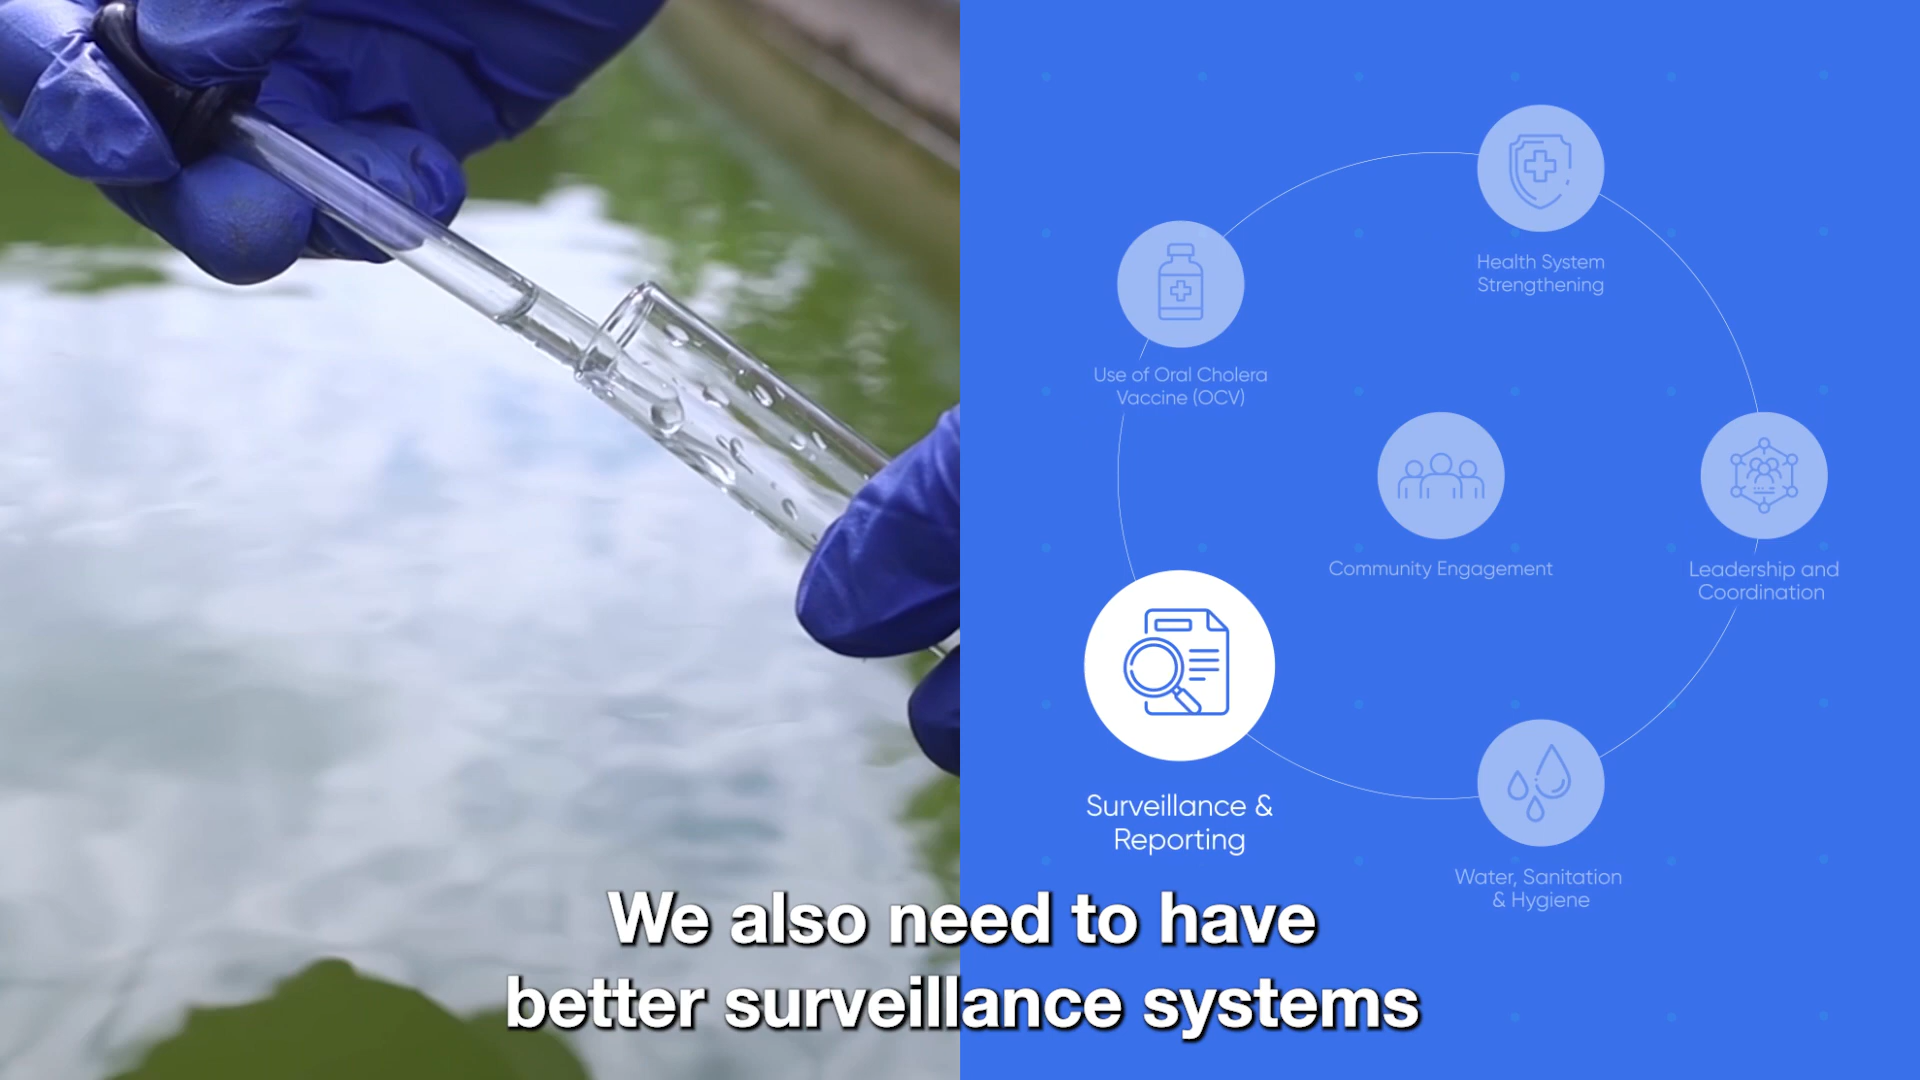 Health System
Strengthening
Use of Oral Cholera
Vaccine (OCV)
Community Engagement
Leadership and
Coordination
Surveillance &
Reporting
Water, Sanitation
& Hygiene
We also need to have
better surveillance systems